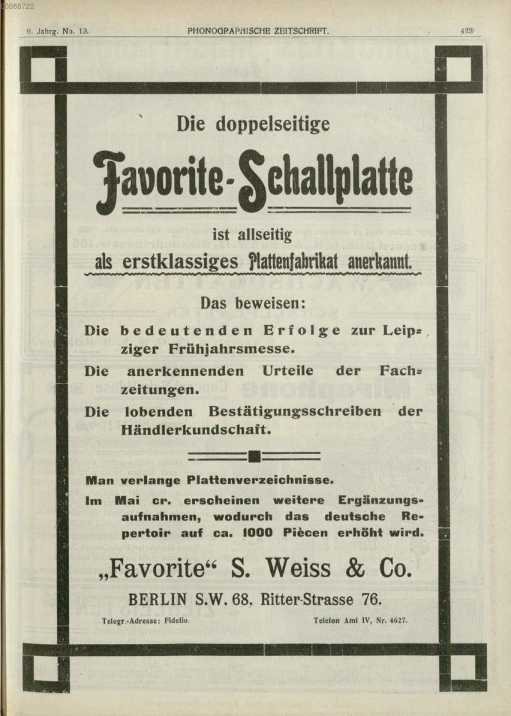 6. Jahrg. No. 19. PHONOGRAPHISCHE ZEITSCHRIFT. 423
Die doppelseitige
Favorite-Schallplatte
ist allseitig
als erstklassiges Plattenfabrikat anerkannt.
Das beweisen:
Die bedeutenden Erfolge zur Leip-
ziger Frühjahrsmesse.
Die anerkennenden Urteile der Fach-
zeitungen.
Die lobenden Bestätigungsschreiben der
Händlerkundschaft.
Man verlange Plattenverzeichnisse.
Im Mai cr. erscheinen weitere Ergänzungs-
aufnahmen, wodurch das deutsche Re-
pertoir auf ca. 1000 Piècen erhöht wird.
„Favorite“ S. Weiss & Co.
BERLIN S.W. 68, Ritter-Strasse 76.
Telegr.-Adresse: Fidelio. Telefon Amt IV, Nr. 4627.